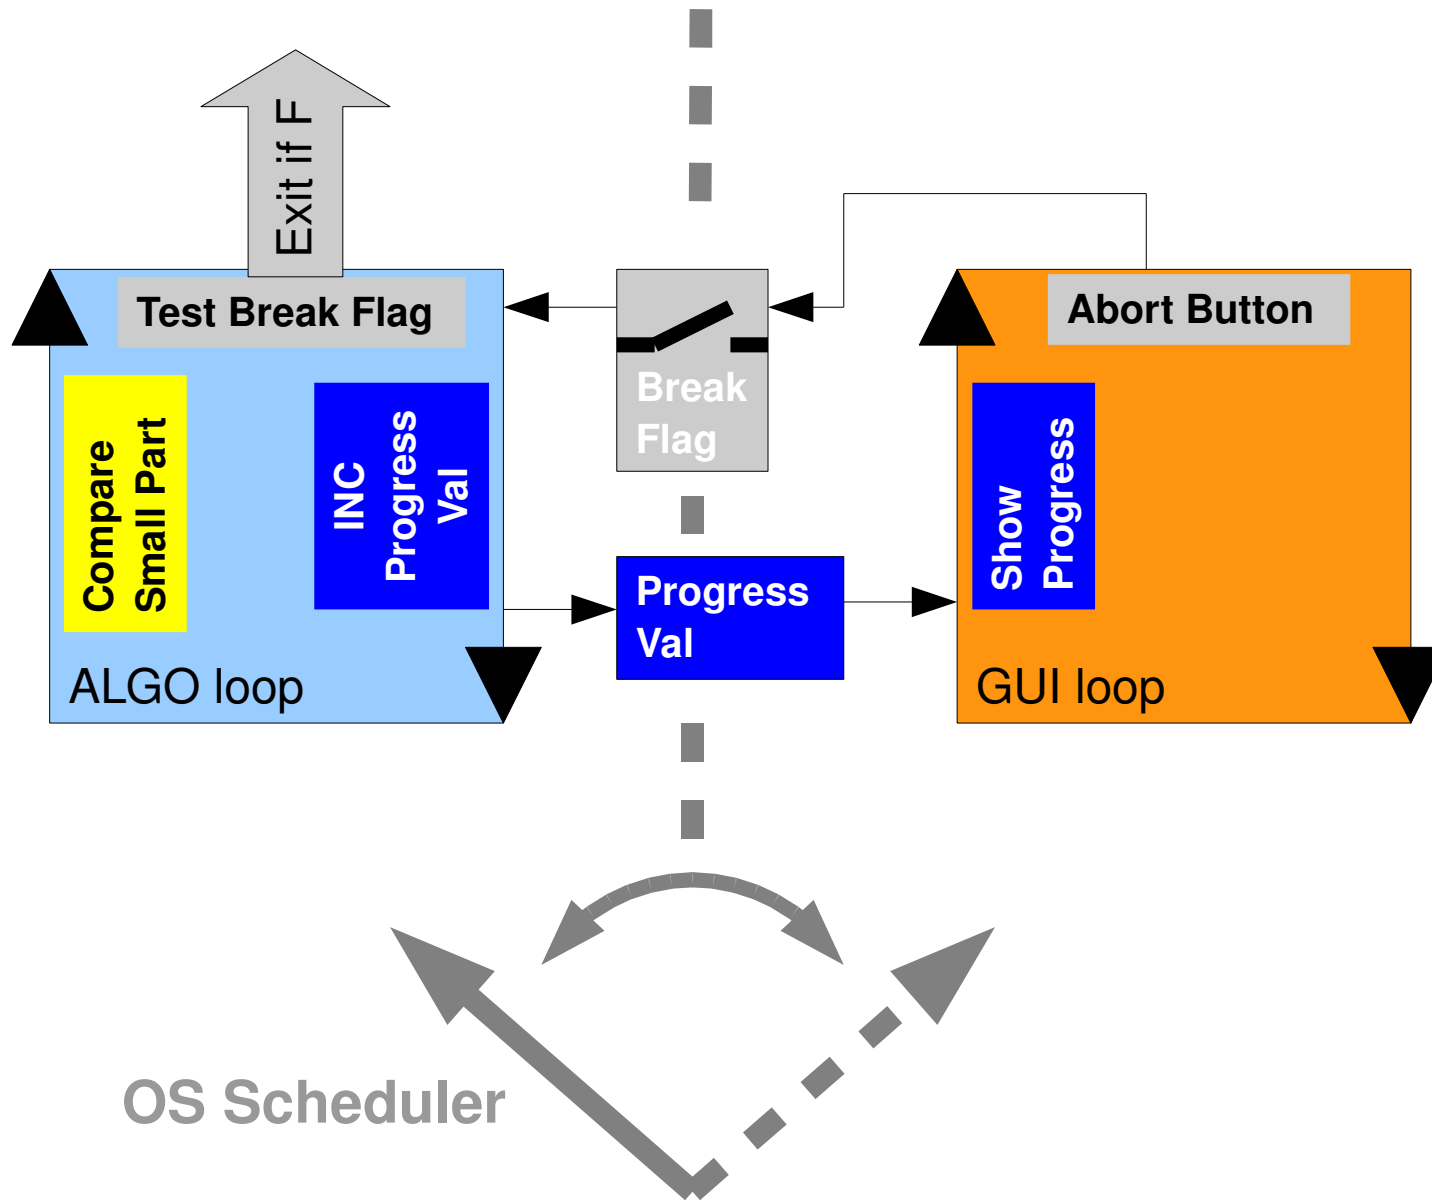 Exit if F
Test Break Flag
Compare
Small Part
INC
Progress
Val
ALGO loop
Break
Flag
Progress
Val
Abort Button
Show
Progress
GUI loop
OS Scheduler